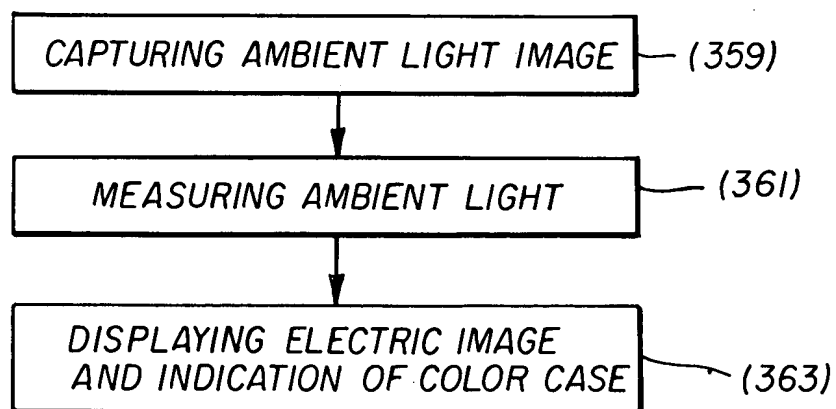 CAPTURING AMBIENT LIGHT IMAGE (359)
MEASURING AMBIENT LIGHT (361)
DISPLAYING ELECTRIC IMAGE
AND INDICATION OF COLOR CASE (363)